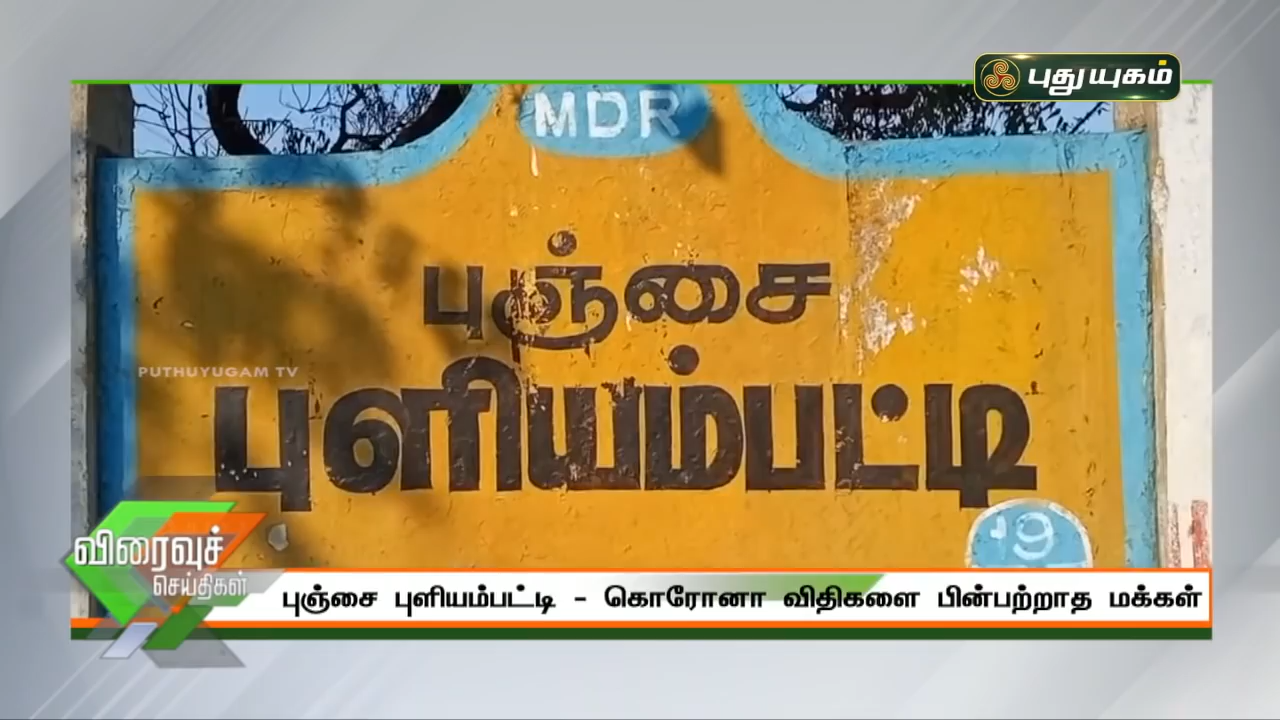 புதுயுகம்
MDR
புஞ்சை
PUTHUYUGAM TV
புளியம்பட்டி
19
விரைவுச்
செய்திகள்
புஞ்சை புளியம்பட்டி - கொரோனா விதிகளை பின்பற்றாத மக்கள்